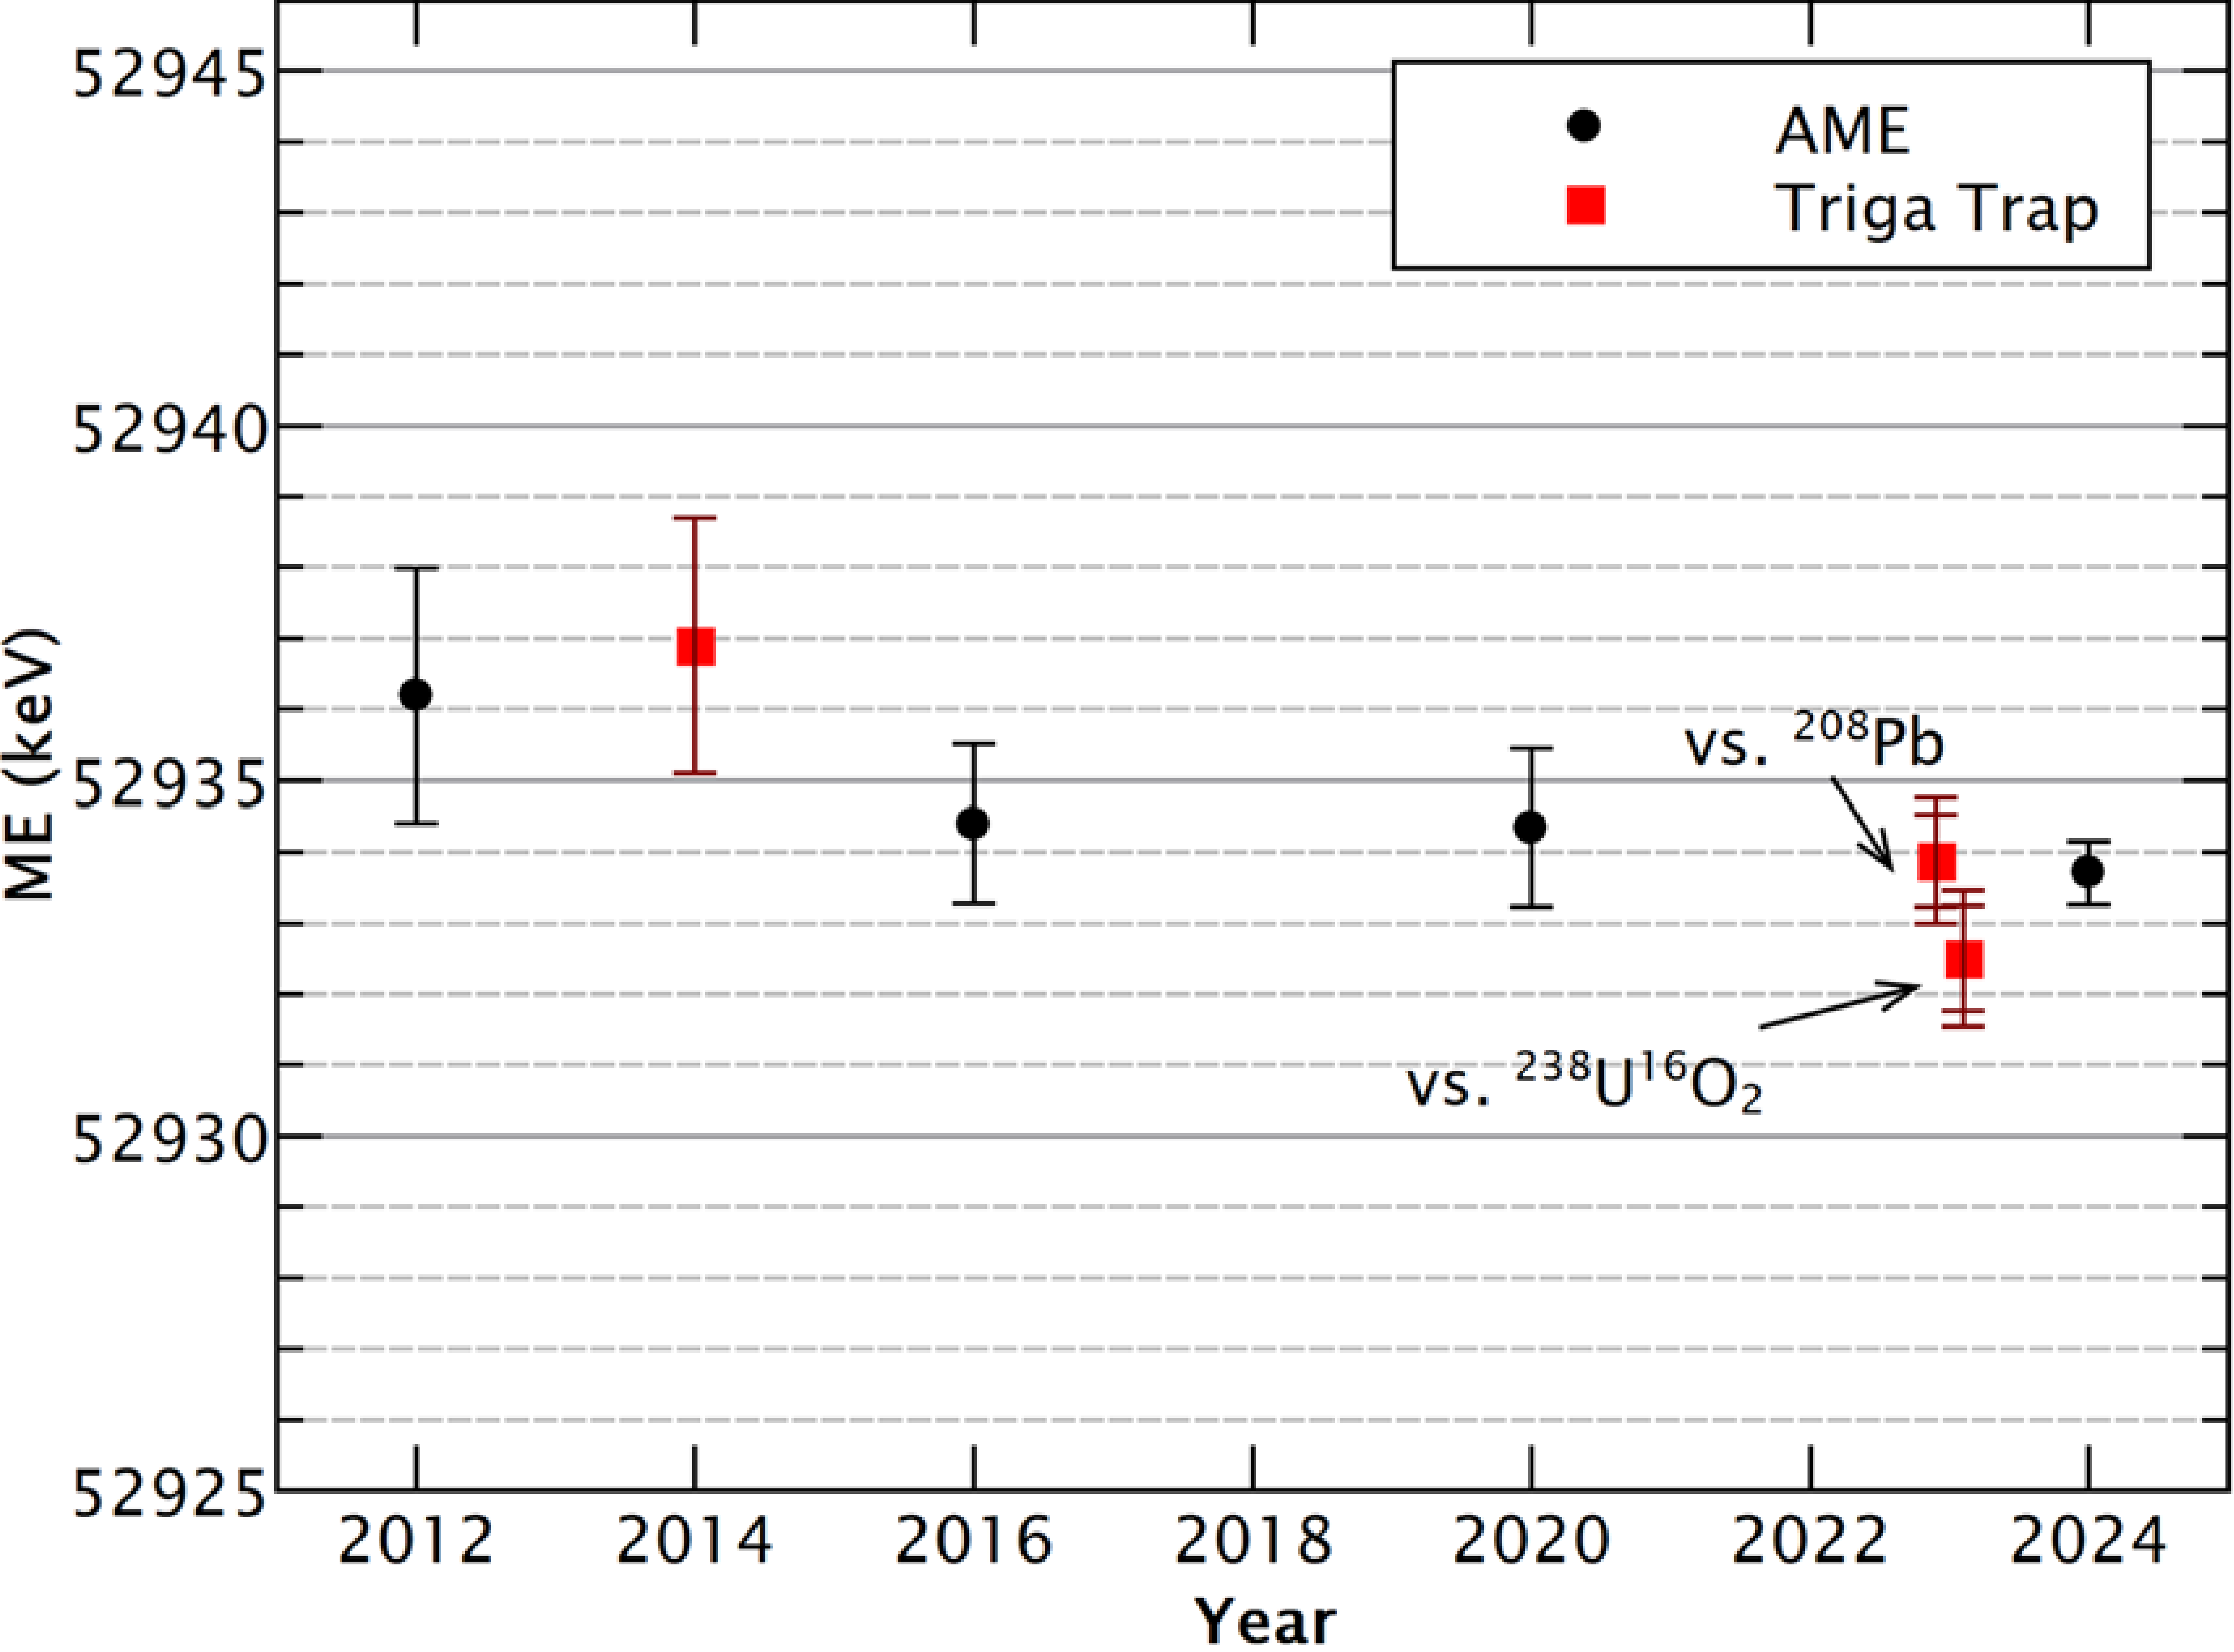 52945
AME
Triga Trap
52940
ME (keV)
vs. ²⁰⁸Pb
52935
vs. ²³⁸U¹⁶O₂
52930
52925
2012 2014 2016 2018 2020 2022 2024
Year